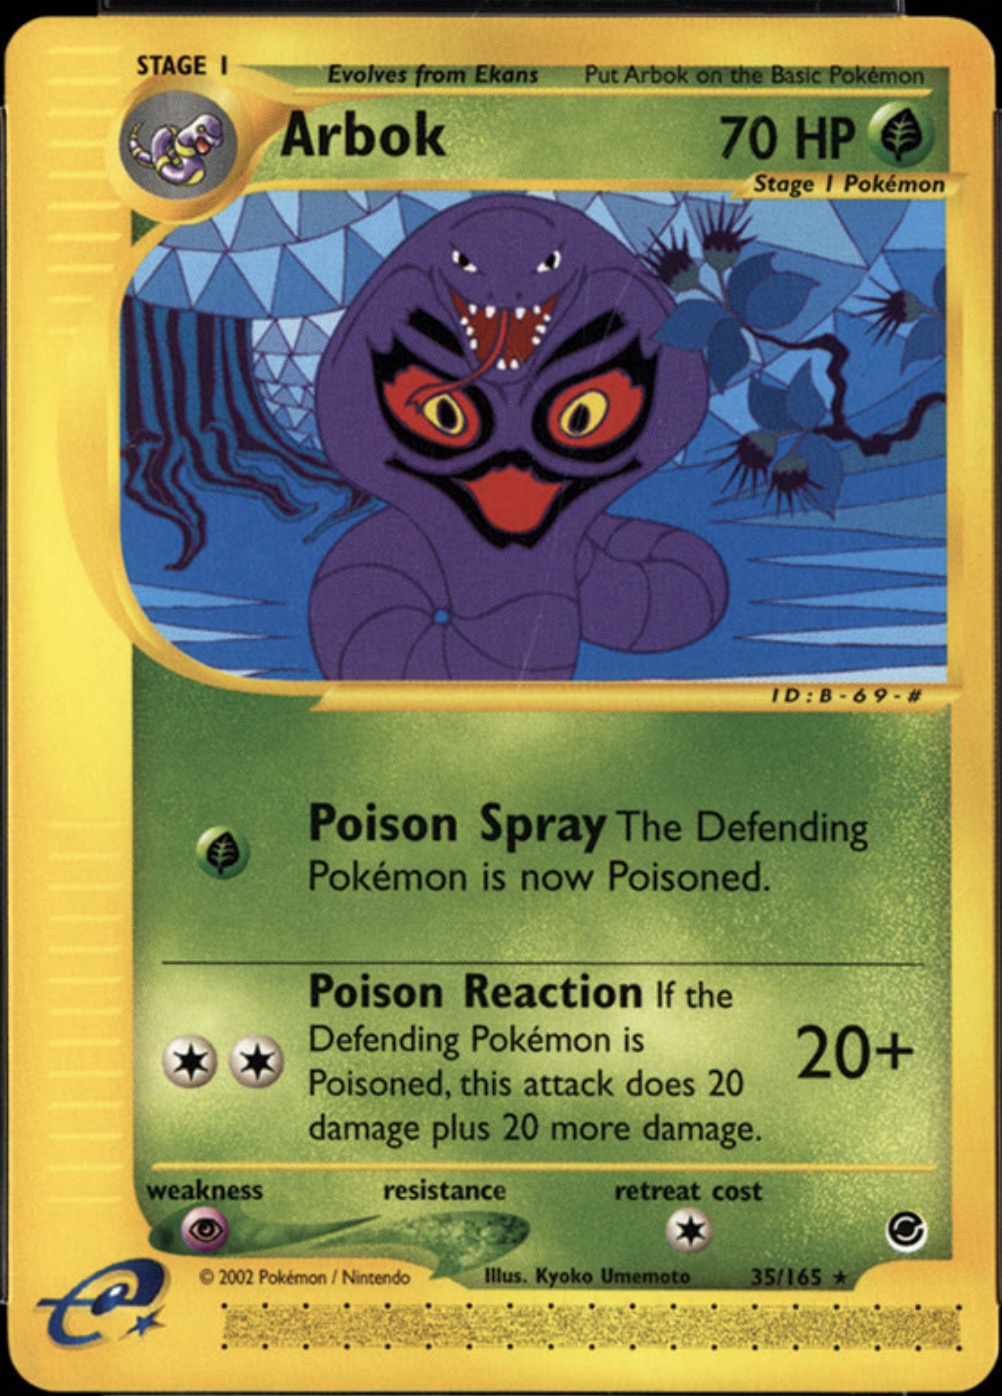 STAGE 1
Evolves from Ekans Put Arbok on the Basic Pokémon
Arbok 70 HP
Stage 1 Pokémon
ID:B-69-#
Poison Spray The Defending
Pokémon is now Poisoned.
Poison Reaction If the
Defending Pokémon is
Poisoned, this attack does 20
damage plus 20 more damage.
20+
weakness resistance retreat cost
© 2002 Pokémon / Nintendo Illus. Kyoko Umemoto 35/165 ★
e